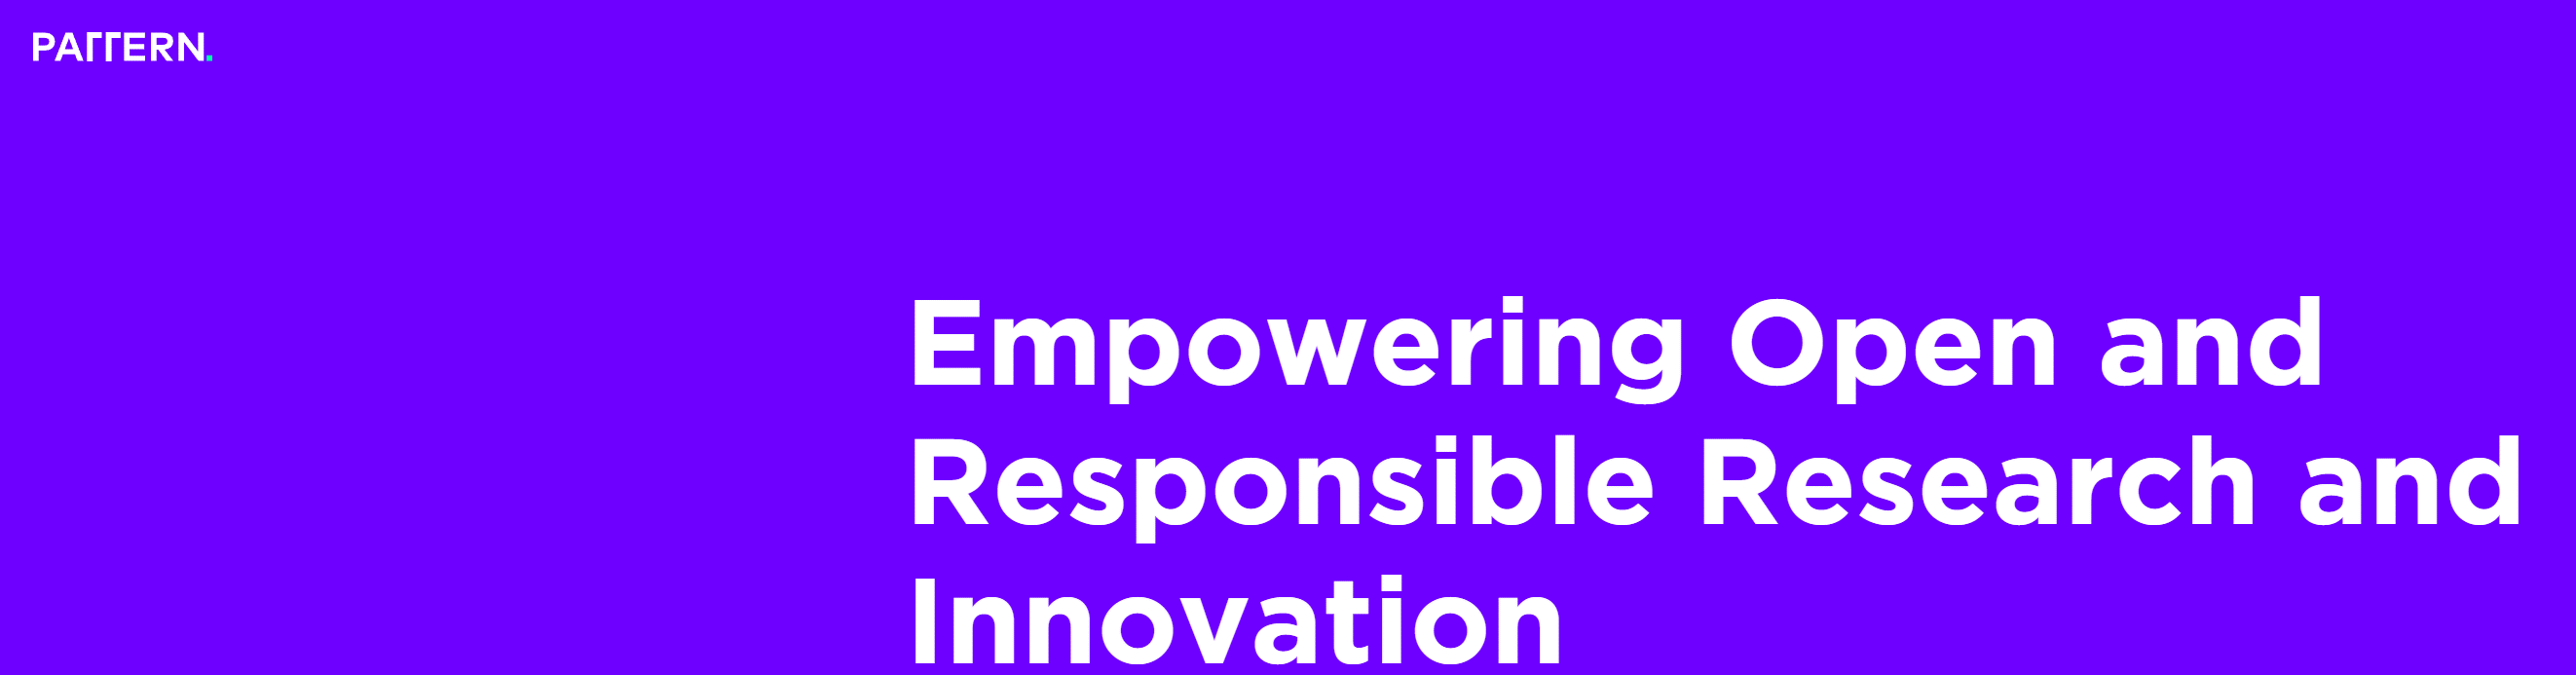 PATTERN.
Empowering Open and
Responsible Research and
Innovation